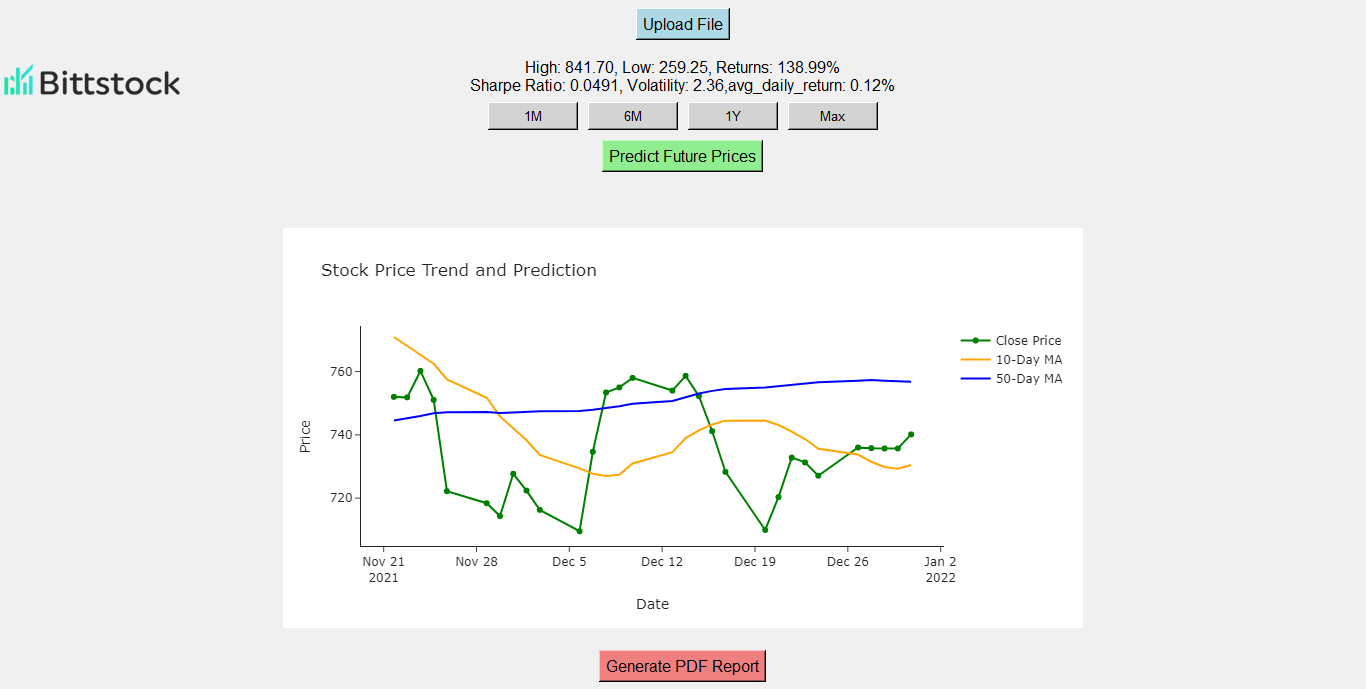 Upload File
Bittstock
High: 841.70, Low: 259.25, Returns: 138.99%
Sharpe Ratio: 0.0491, Volatility: 2.36,avg_daily_return: 0.12%
1M 6M 1Y Max
Predict Future Prices
Stock Price Trend and Prediction
Close Price
10-Day MA
50-Day MA
760
740
720
Price
Nov 21 Nov 28 Dec 5 Dec 12 Dec 19 Dec 26 Jan 2
2021 2022
Date
Generate PDF Report